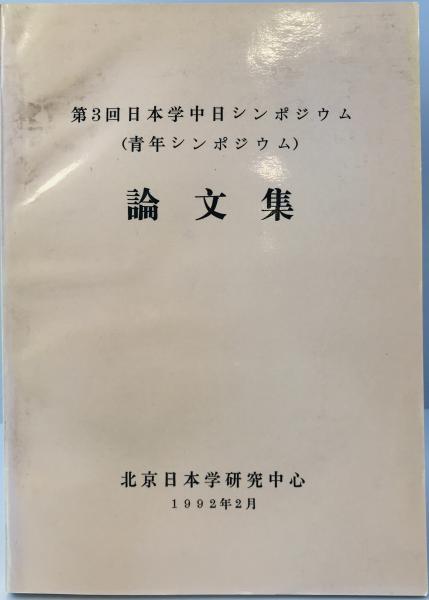 第3回日本学中日シンポジウム
(青年シンポジウム)
論文集
北京日本学研究中心
1992年2月